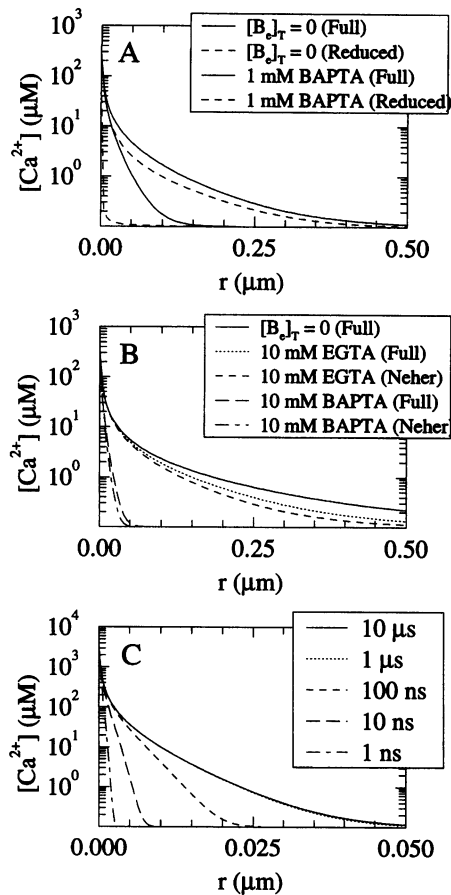 A
[Bₑ]_T = 0 (Full)
[Bₑ]_T = 0 (Reduced)
1 mM BAPTA (Full)
1 mM BAPTA (Reduced)
[Ca²⁺] (μM)
10³
10²
10¹
10⁰
0.00
0.25
0.50
r (μm)
B
[Bₑ]_T = 0 (Full)
10 mM EGTA (Full)
10 mM EGTA (Neher)
10 mM BAPTA (Full)
10 mM BAPTA (Neher)
[Ca²⁺] (μM)
10³
10²
10¹
10⁰
0.00
0.25
0.50
r (μm)
C
10 μs
1 μs
100 ns
10 ns
1 ns
[Ca²⁺] (μM)
10⁴
10³
10²
10¹
10⁰
0.000
0.025
0.050
r (μm)